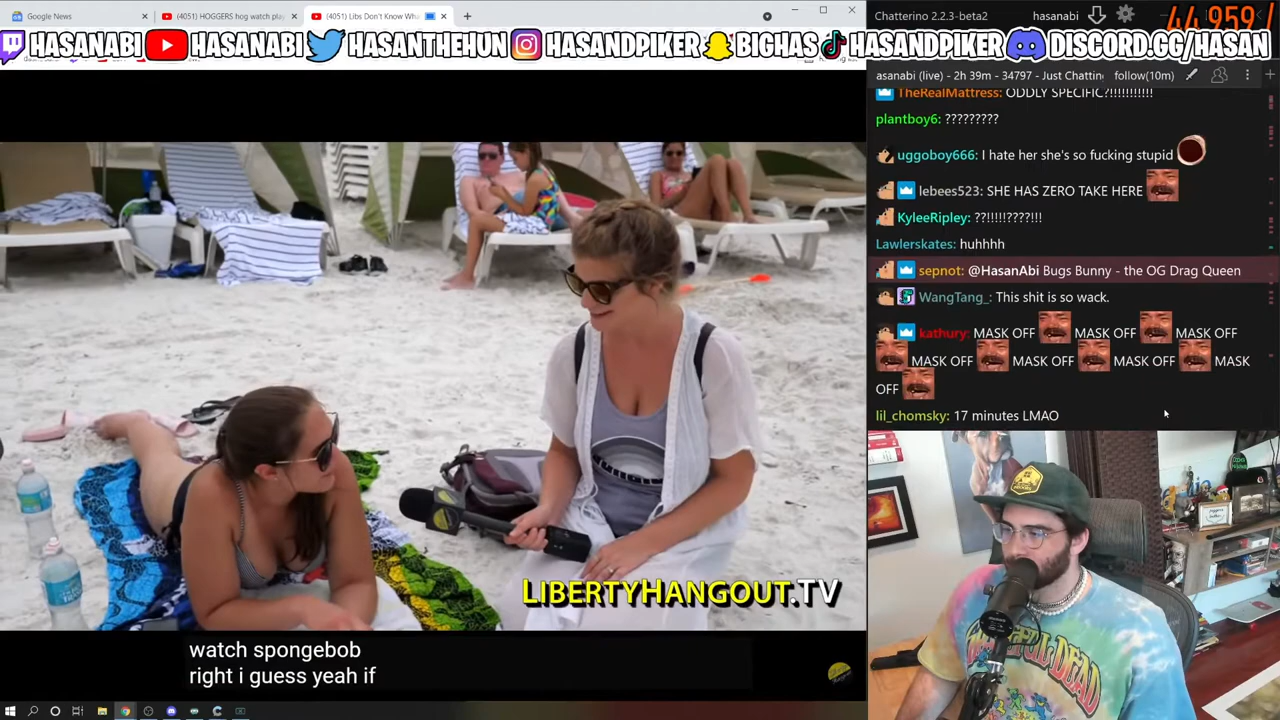 Google News
(4051) HOGGERS hog watch play
(4051) Libs Don't Know Wha
Chatterino 2.2.3-beta2
hasanabi
44,959 /
HASANABI
HASANABI
HASANTHEHUN
HASANDPIKER
BIGHAS
HASANDPIKER
DISCORD.GG/HASAN
asanabi (live) - 2h 39m - 34797 - Just Chattin
follow(10m)
TheRealMattress: ODDLY SPECIFIC?!!!!!!!!!!!
plantboy6: ?????????
uggoboy666: I hate her she's so fucking stupid
lebees523: SHE HAS ZERO TAKE HERE
KyleeRipley: ??!!!!!????!!!
Lawlerskates: huhhhh
sepnot: @HasanAbi Bugs Bunny - the OG Drag Queen
WangTang_: This shit is so wack.
kathury: MASK OFF MASK OFF MASK OFF
MASK OFF MASK OFF MASK OFF MASK
OFF
lil_chomsky: 17 minutes LMAO
LIBERTYHANGOUT.TV
watch spongebob
right i guess yeah if